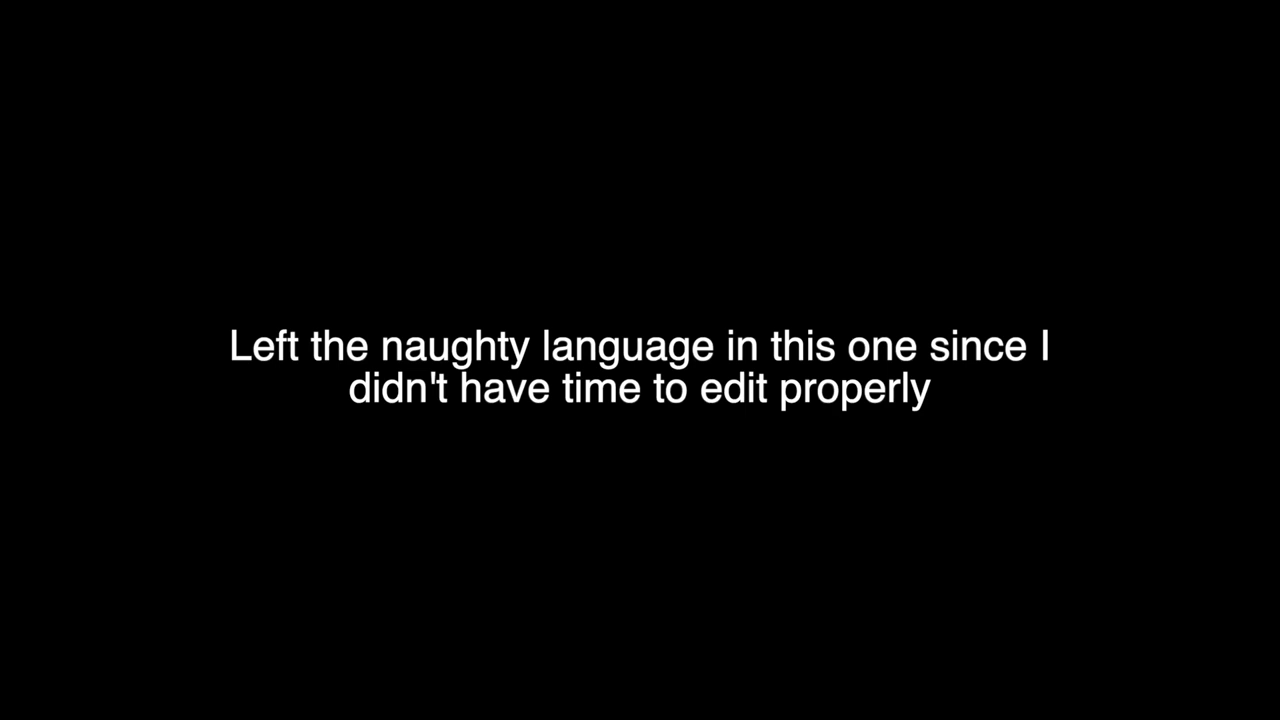 Left the naughty language in this one since I
didn't have time to edit properly